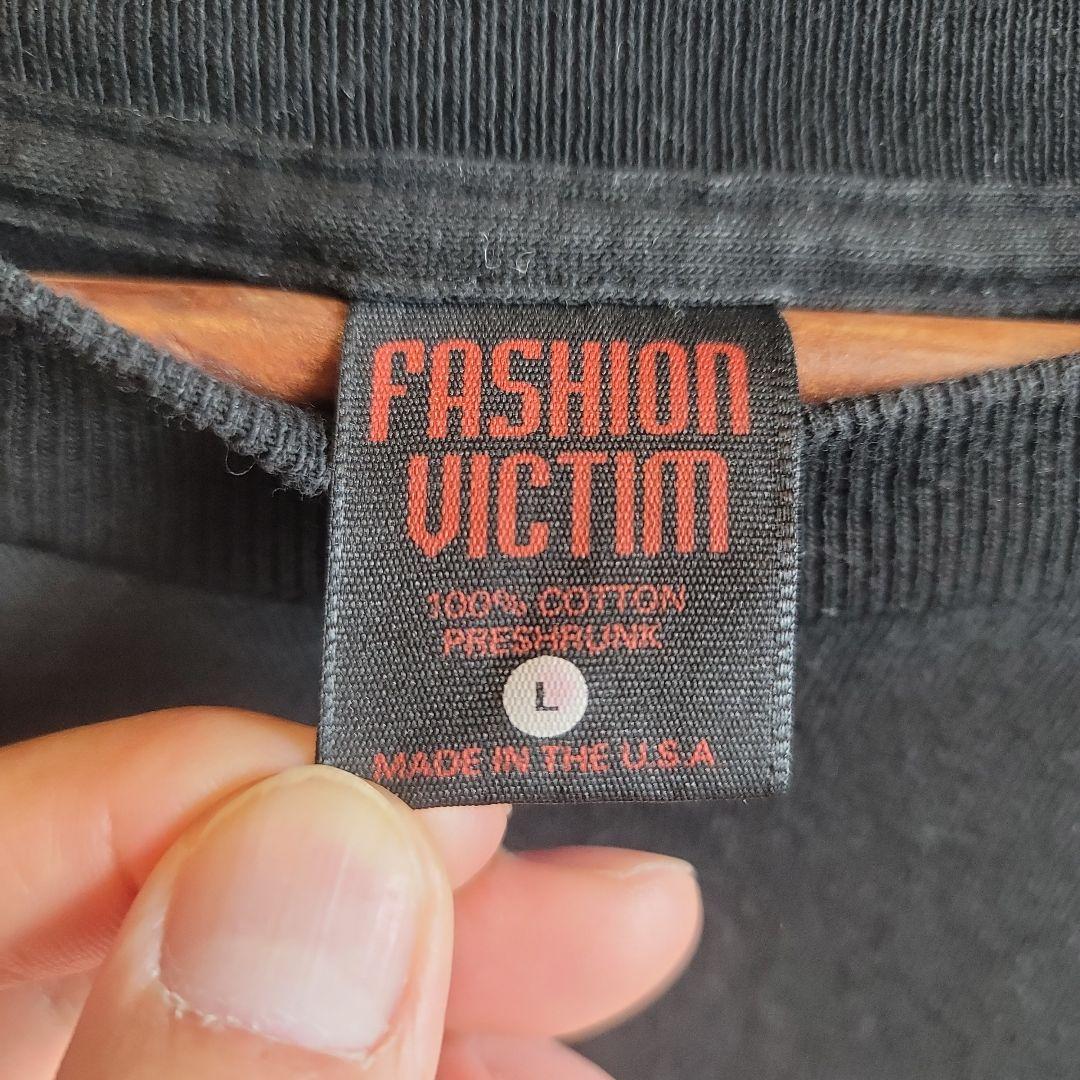 FASHION
VICTIM
100% COTTON
PRESHRUNK
L
MADE IN THE U.S.A